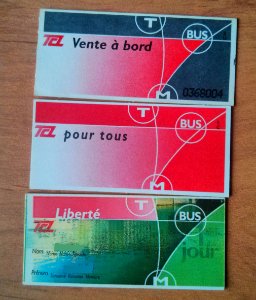 T
BUS
TCL Vente à bord
0368004
M
T
TCL pour tous
BUS
M
Liberté
T
TCL
BUS
Nom
jour
Prénom
M